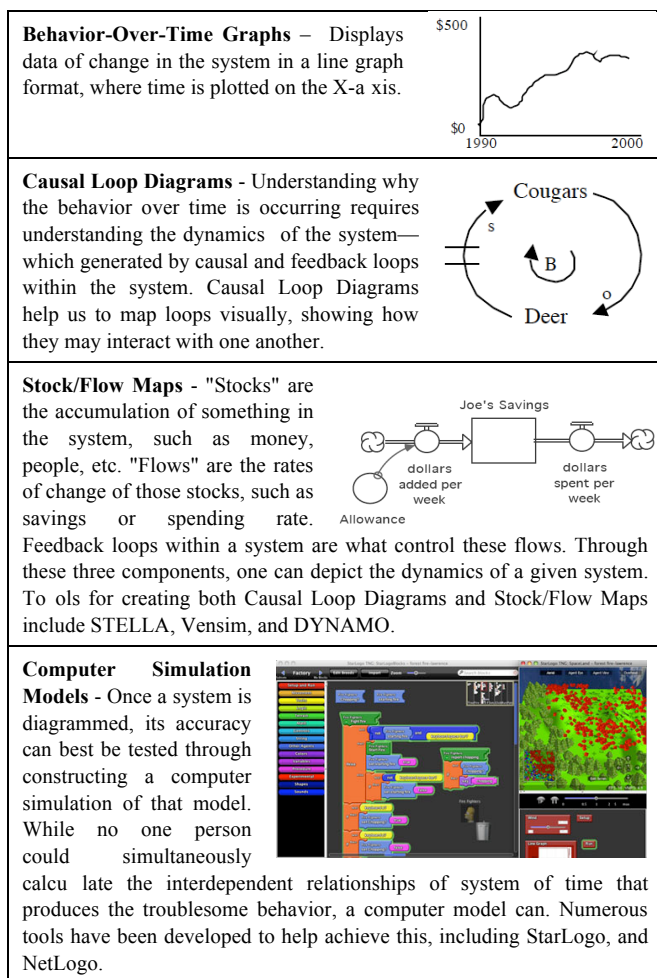 Behavior-Over-Time Graphs – Displays
data of change in the system in a line graph
format, where time is plotted on the X-a xis.
$500
$0
1990
2000
Causal Loop Diagrams - Understanding why
the behavior over time is occurring requires
understanding the dynamics of the system—
which generated by causal and feedback loops
within the system. Causal Loop Diagrams
help us to map loops visually, showing how
they may interact with one another.
Cougars
s
B
o
Deer
Stock/Flow Maps - "Stocks" are
the accumulation of something in
the system, such as money,
people, etc. "Flows" are the rates
of change of those stocks, such as
savings or spending rate.
Joe's Savings
dollars
added per
week
dollars
spent per
week
Allowance
Feedback loops within a system are what control these flows. Through
these three components, one can depict the dynamics of a given system.
To ols for creating both Causal Loop Diagrams and Stock/Flow Maps
include STELLA, Vensim, and DYNAMO.
Computer Simulation
Models - Once a system is
diagrammed, its accuracy
can best be tested through
constructing a computer
simulation of that model.
While no one person
could simultaneously
Factory
calcu late the interdependent relationships of system of time that
produces the troublesome behavior, a computer model can. Numerous
tools have been developed to help achieve this, including StarLogo, and
NetLogo.